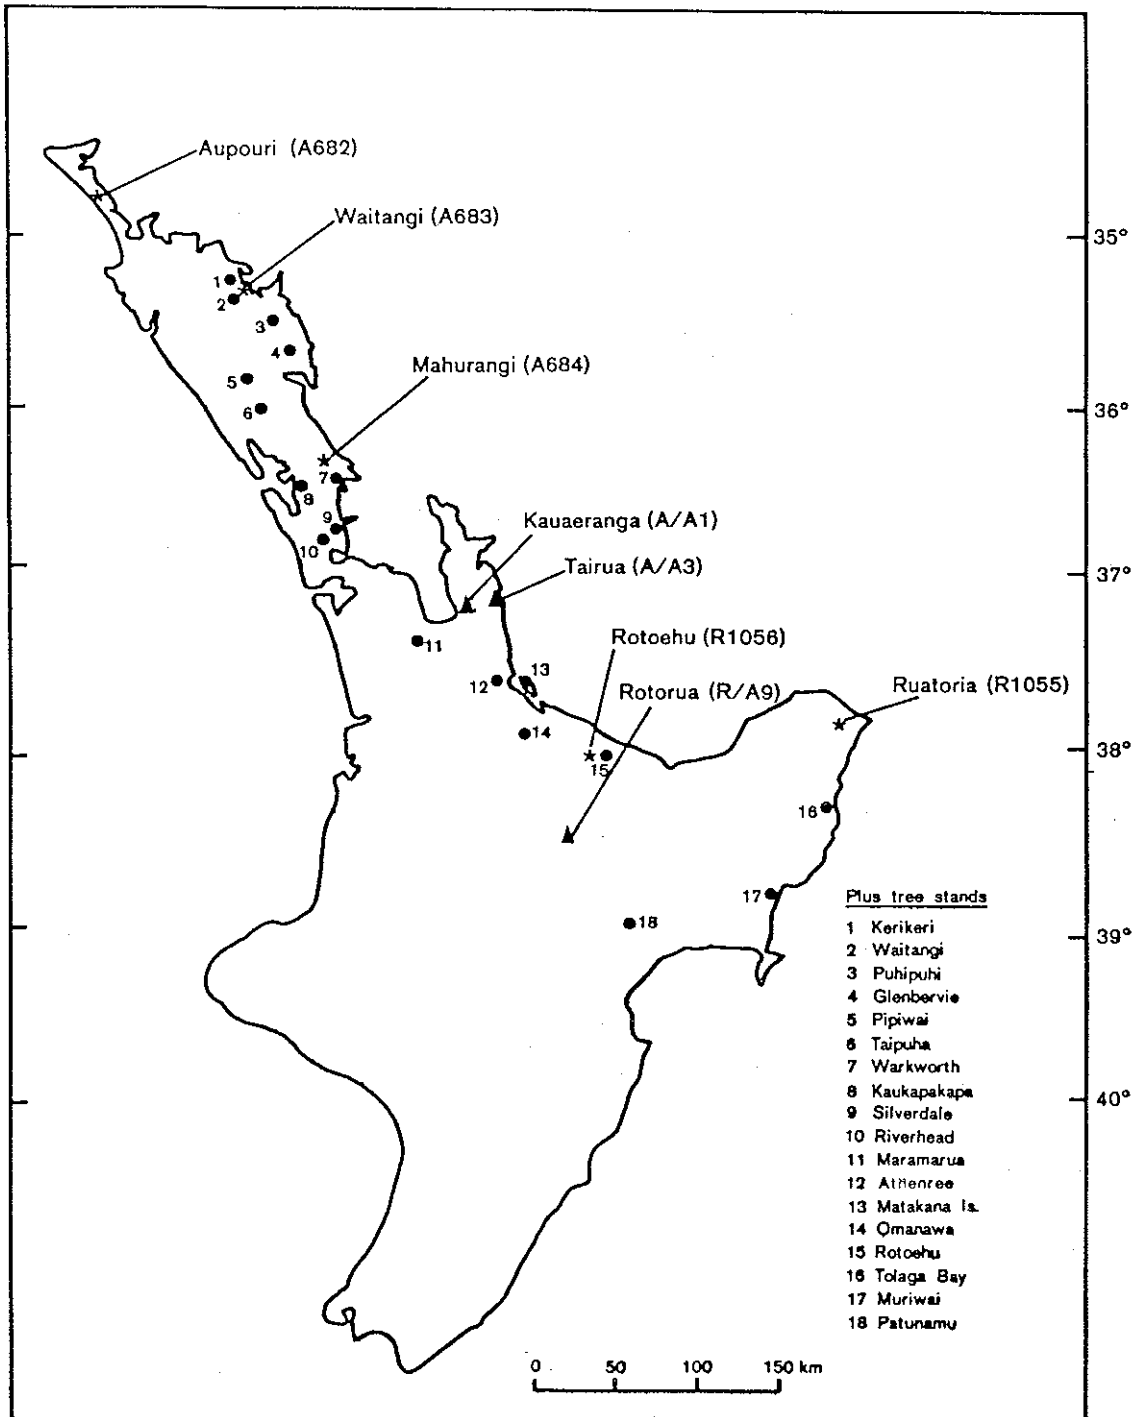 Aupouri (A682)
Waitangi (A683)
35°
1
2
3
4
Mahurangi (A684)
5
6
36°
7
8
9
Kauaeranga (A/A1)
10
Tairua (A/A3)
37°
11
Rotoehu (R1056)
12
13
Rotorua (R/A9)
Ruatoria (R1055)
14
15
38°
16
17
18
39°
Plus tree stands
1 Kerikeri
2 Waitangi
3 Puhipuhi
4 Glenbervie
5 Pipiwai
6 Taipuha
7 Warkworth
8 Kaukapakapa
9 Silverdale
10 Riverhead
11 Maramarua
12 Athenree
13 Matakana Is.
14 Omanawa
15 Rotoehu
16 Tolaga Bay
17 Muriwai
18 Patunamu
40°
0 50 100 150 km